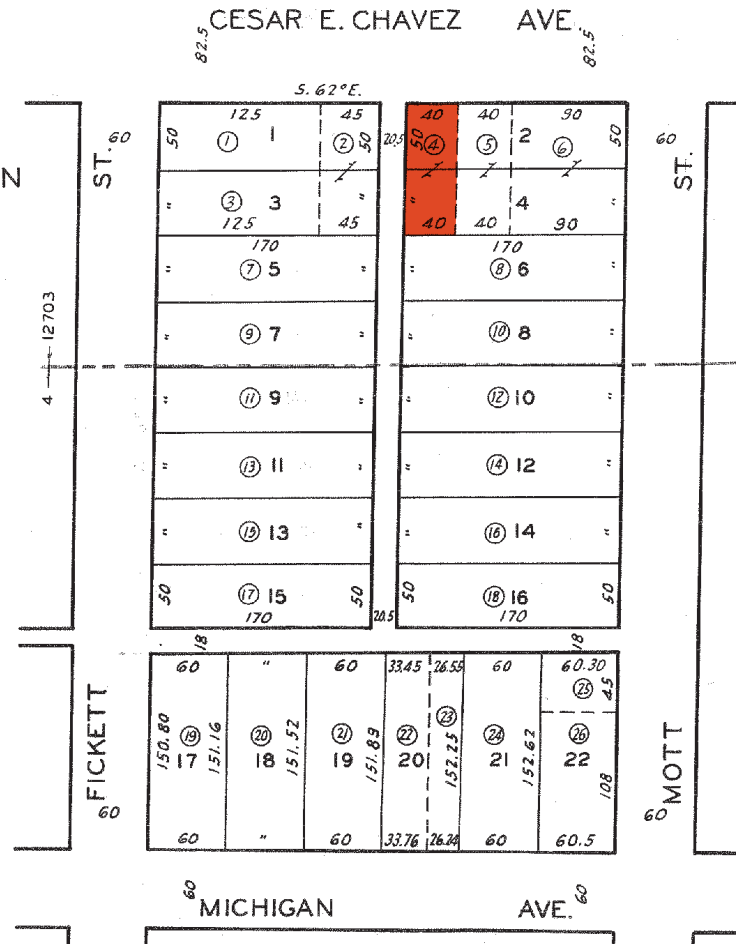 CESAR E. CHAVEZ AVE.
82.5 82.5
S. 62° E.
125 45 40 40 90
60 50 1 1 2 50 20.5 50 4 5 2 6 50 60
Z ST. ST.
" 3 3 " 4 "
125 45 40 40 90
170 170
" 7 5 " " 8 6 "
4 12703
" 9 7 " " 10 8 "
" 11 9 " " 12 10 "
" 13 11 " " 14 12 "
" 15 13 " " 16 14 "
50 17 15 50 50 18 16 50
170 20.5 170
18 18
60 " 60 33.45 26.55 60 60.30
25 45
FICKETT MOTT
150.80 19 151.16 20 151.52 21 151.89 22 23 152.25 24 152.62 26
17 18 19 20 21 22
108
60 60
60 " 60 33.76 26.24 60 60.5
60 60
MICHIGAN AVE.